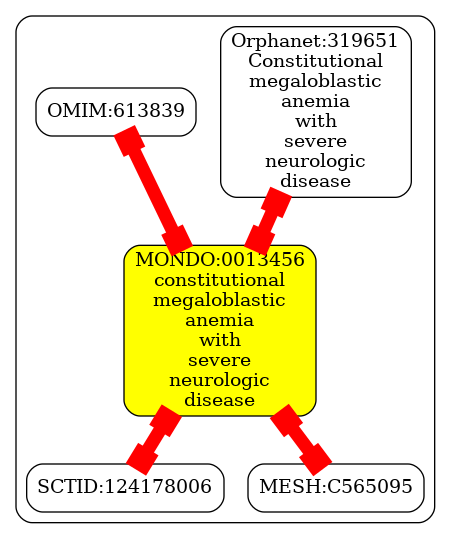 Orphanet:319651
Constitutional
megaloblastic
anemia
with
severe
neurologic
disease
OMIM:613839
MONDO:0013456
constitutional
megaloblastic
anemia
with
severe
neurologic
disease
SCTID:124178006
MESH:C565095